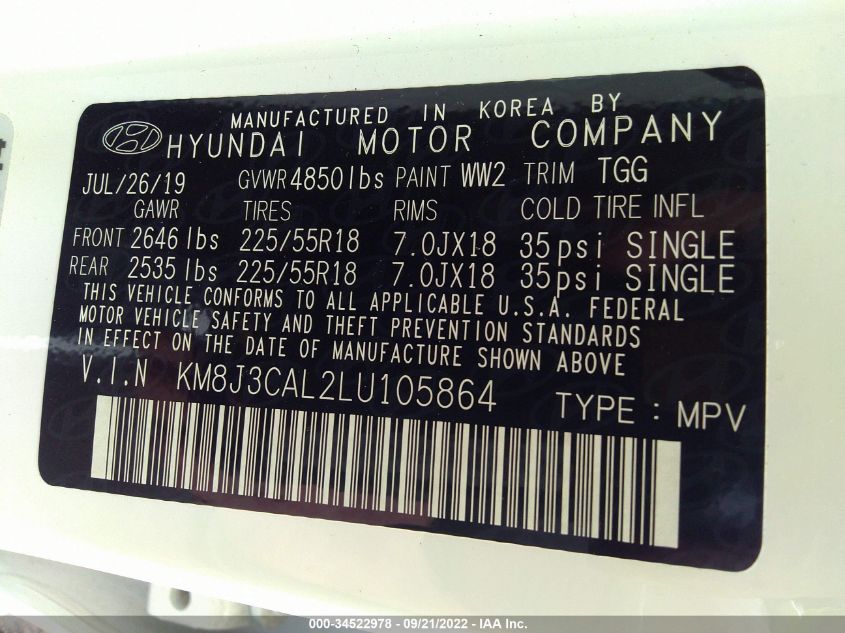 MANUFACTURED IN KOREA BY
HYUNDAI MOTOR COMPANY
JUL/26/19 GVWR 4850lbs PAINT WW2 TRIM TGG
GAWR TIRES RIMS COLD TIRE INFL
FRONT 2646 lbs 225/55R18 7.0JX18 35psi SINGLE
REAR 2535 lbs 225/55R18 7.0JX18 35psi SINGLE
THIS VEHICLE CONFORMS TO ALL APPLICABLE U.S.A. FEDERAL
MOTOR VEHICLE SAFETY AND THEFT PREVENTION STANDARDS
IN EFFECT ON THE DATE OF MANUFACTURE SHOWN ABOVE
V.I.N KM8J3CAL2LU105864 TYPE : MPV
000-34522978 - 09/21/2022 - IAA Inc.